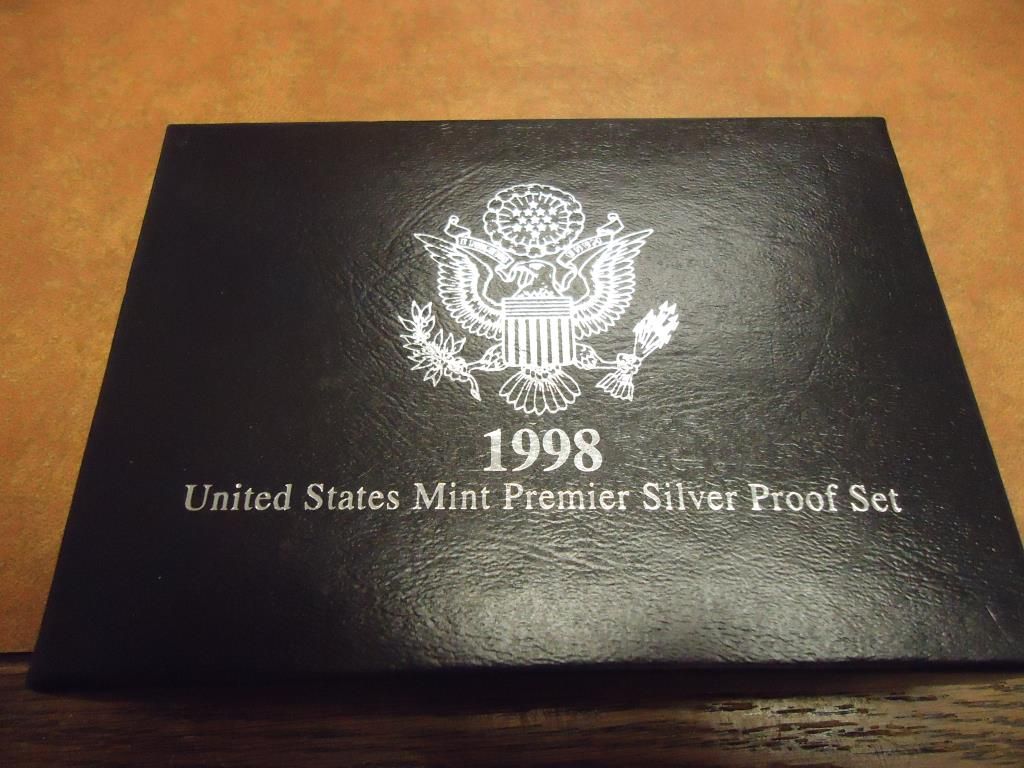 1998
United States Mint Premier Silver Proof Set